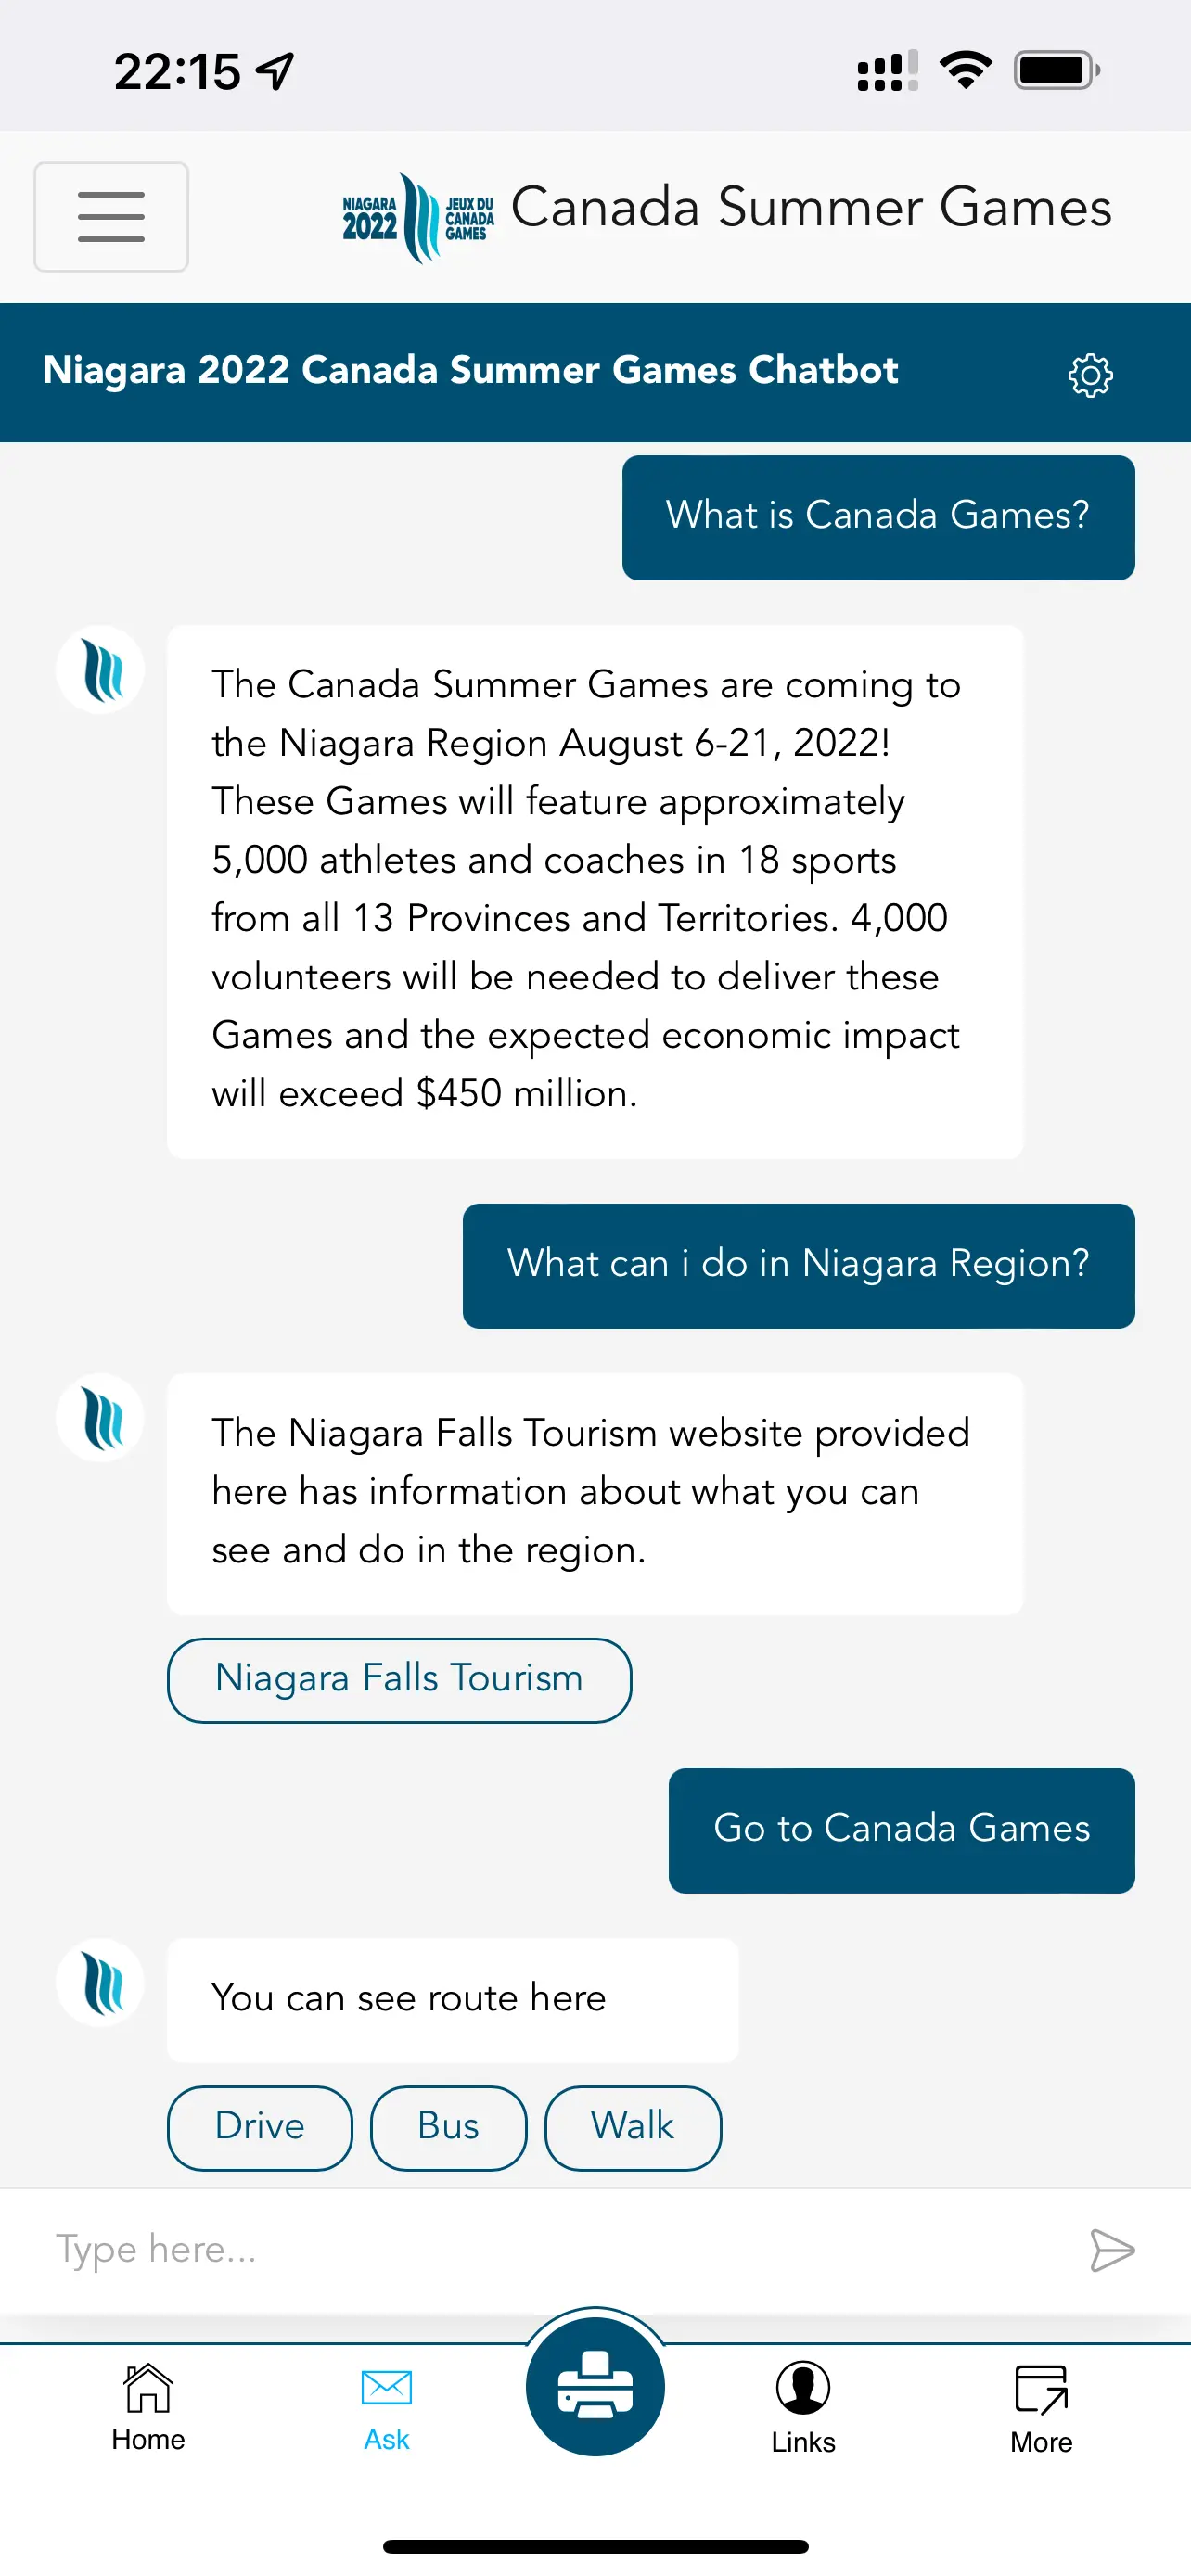 22:15
NIAGARA
2022
JEUX DU
CANADA
GAMES
Canada Summer Games
Niagara 2022 Canada Summer Games Chatbot
What is Canada Games?
The Canada Summer Games are coming to
the Niagara Region August 6-21, 2022!
These Games will feature approximately
5,000 athletes and coaches in 18 sports
from all 13 Provinces and Territories. 4,000
volunteers will be needed to deliver these
Games and the expected economic impact
will exceed $450 million.
What can i do in Niagara Region?
The Niagara Falls Tourism website provided
here has information about what you can
see and do in the region.
Niagara Falls Tourism
Go to Canada Games
You can see route here
Drive Bus Walk
Type here...
Home Ask Links More